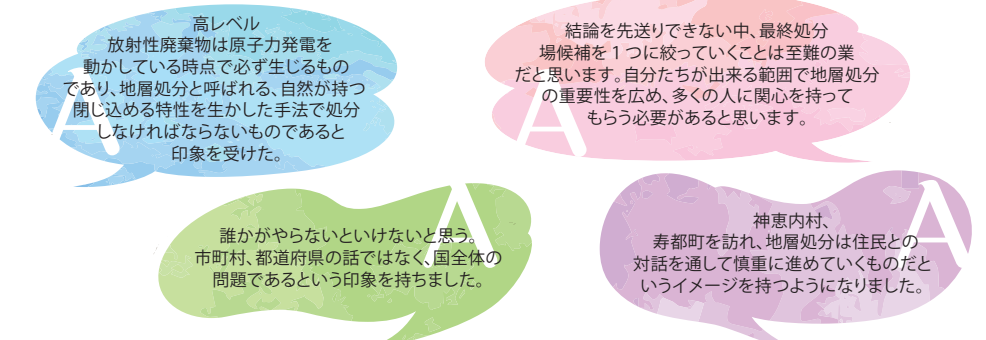 A
高レベル
放射性廃棄物は原子力発電を
動かしている時点で必ず生じるもの
であり、地層処分と呼ばれる、自然が持つ
閉じ込める特性を生かした手法で処分
しなければならないものであると
印象を受けた。
A
結論を先送りできない中、最終処分
場候補を1つに絞っていくことは至難の業
だと思います。自分たちが出来る範囲で地層処分
の重要性を広め、多くの人に関心を持って
もらう必要があると思います。
A
誰かがやらないといけないと思う。
市町村、都道府県の話ではなく、国全体の
問題であるという印象を持ちました。
A
神恵内村、
寿都町を訪れ、地層処分は住民との
対話を通して慎重に進めていくものだと
いうイメージを持つようになりました。